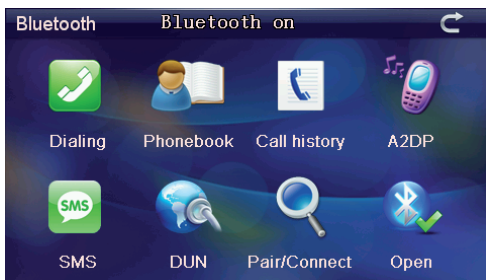 Bluetooth Bluetooth on
Dialing Phonebook Call history A2DP
SMS
SMS DUN Pair/Connect Open